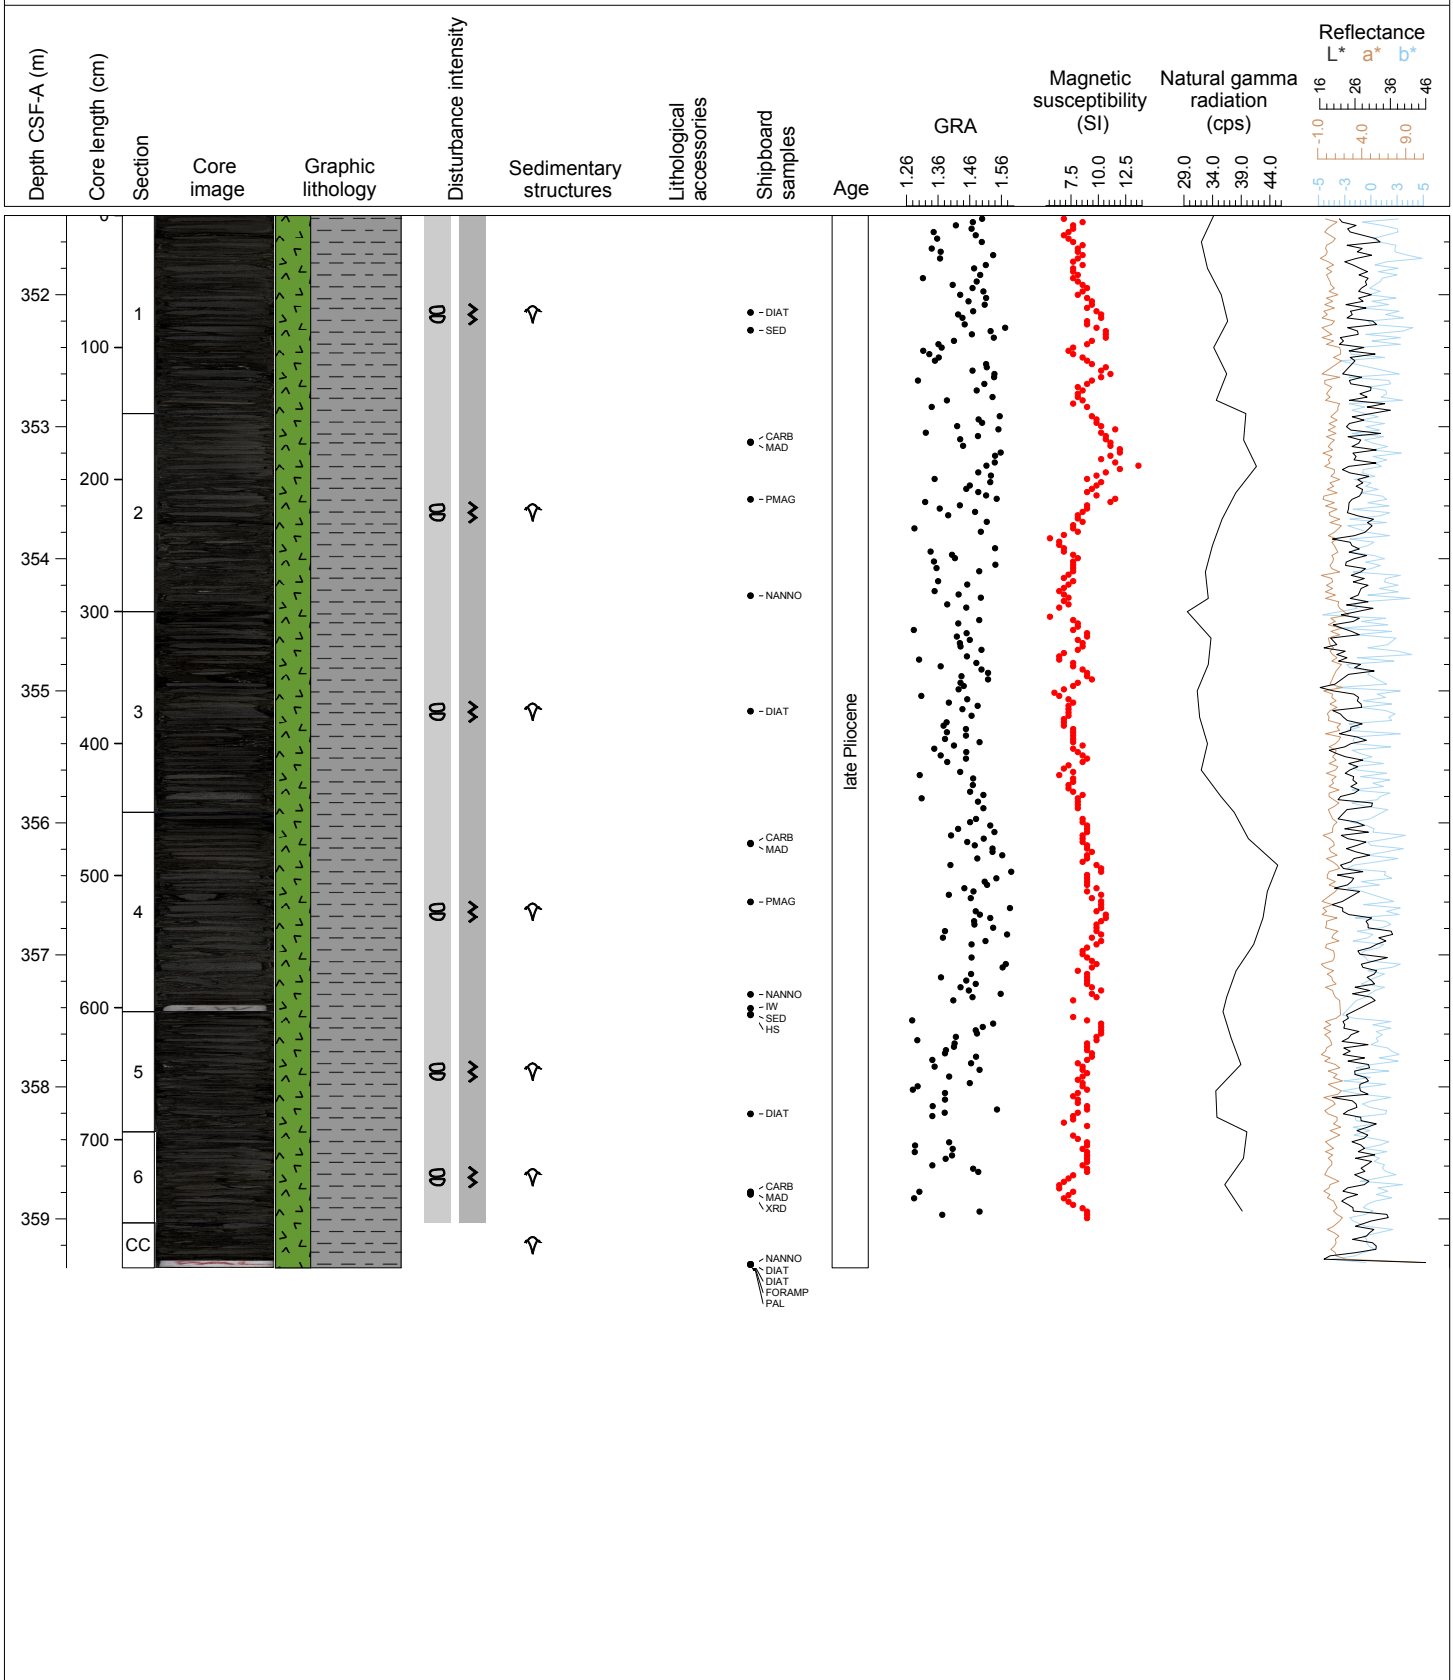 Depth CSF-A (m)
Core length (cm)
Section
Core
image
Graphic
lithology
Disturbance intensity
Sedimentary
structures
Lithological
accessories
Shipboard
samples
Age
GRA
1.26 1.36 1.46 1.56
Magnetic
susceptibility
(SI)
7.5 10.0 12.5
Natural gamma
radiation
(cps)
29.0 34.0 39.0 44.0
Reflectance
L* a* b*
16 26 36 46
-1.0 4.0 9.0
-5 -3 0 3 5
352
353
354
355
356
357
358
359
0
100
200
300
400
500
600
700
1
2
3
4
5
6
CC
DIAT
SED
CARB
MAD
PMAG
NANNO
DIAT
CARB
MAD
PMAG
NANNO
IW
SED
HS
DIAT
CARB
MAD
XRD
NANNO
DIAT
DIAT
FORAMP
PAL
late Pliocene